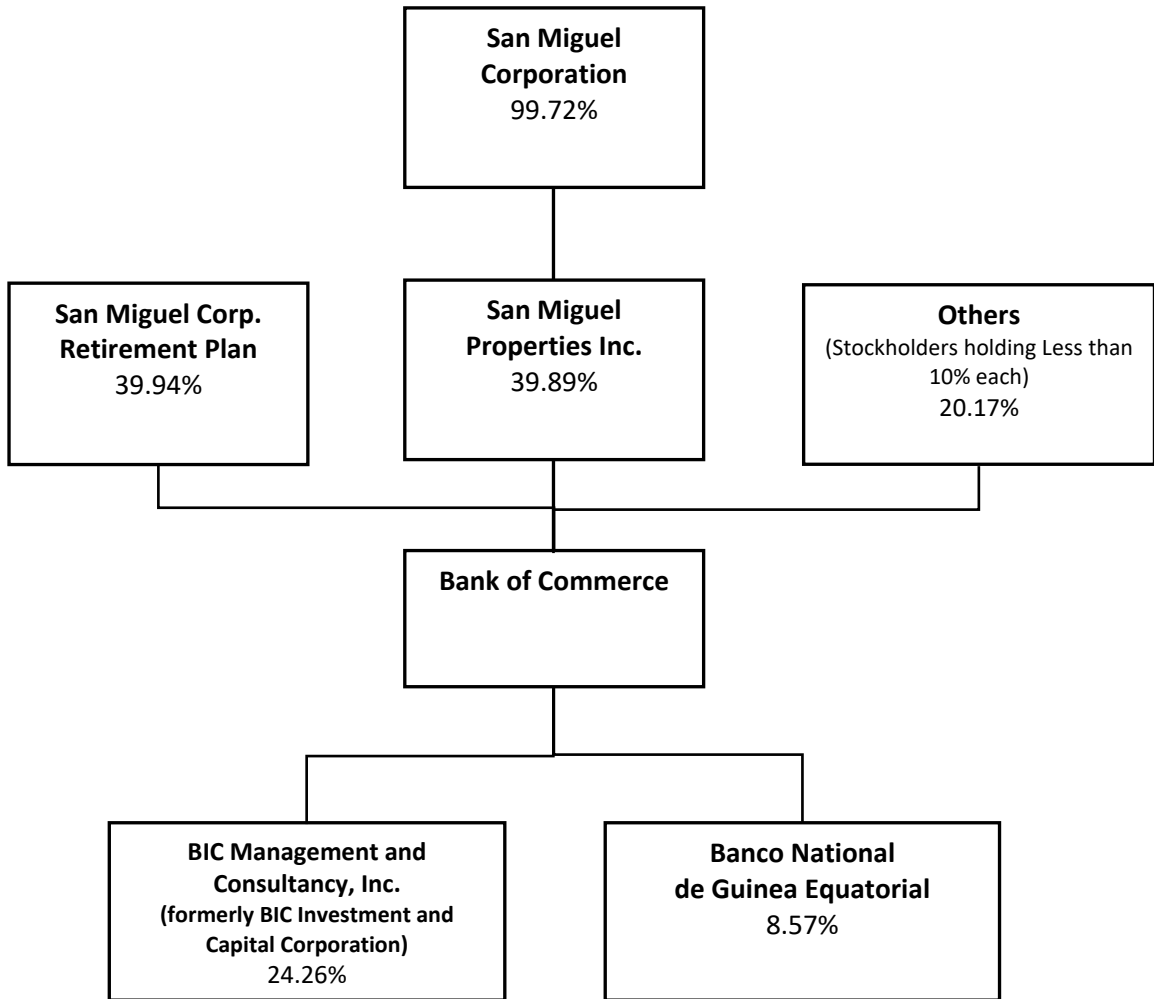 San Miguel
Corporation
99.72%
San Miguel Corp.
Retirement Plan
39.94%
San Miguel
Properties Inc.
39.89%
Others
(Stockholders holding Less than
10% each)
20.17%
Bank of Commerce
BIC Management and
Consultancy, Inc.
(formerly BIC Investment and
Capital Corporation)
24.26%
Banco National
de Guinea Equatorial
8.57%